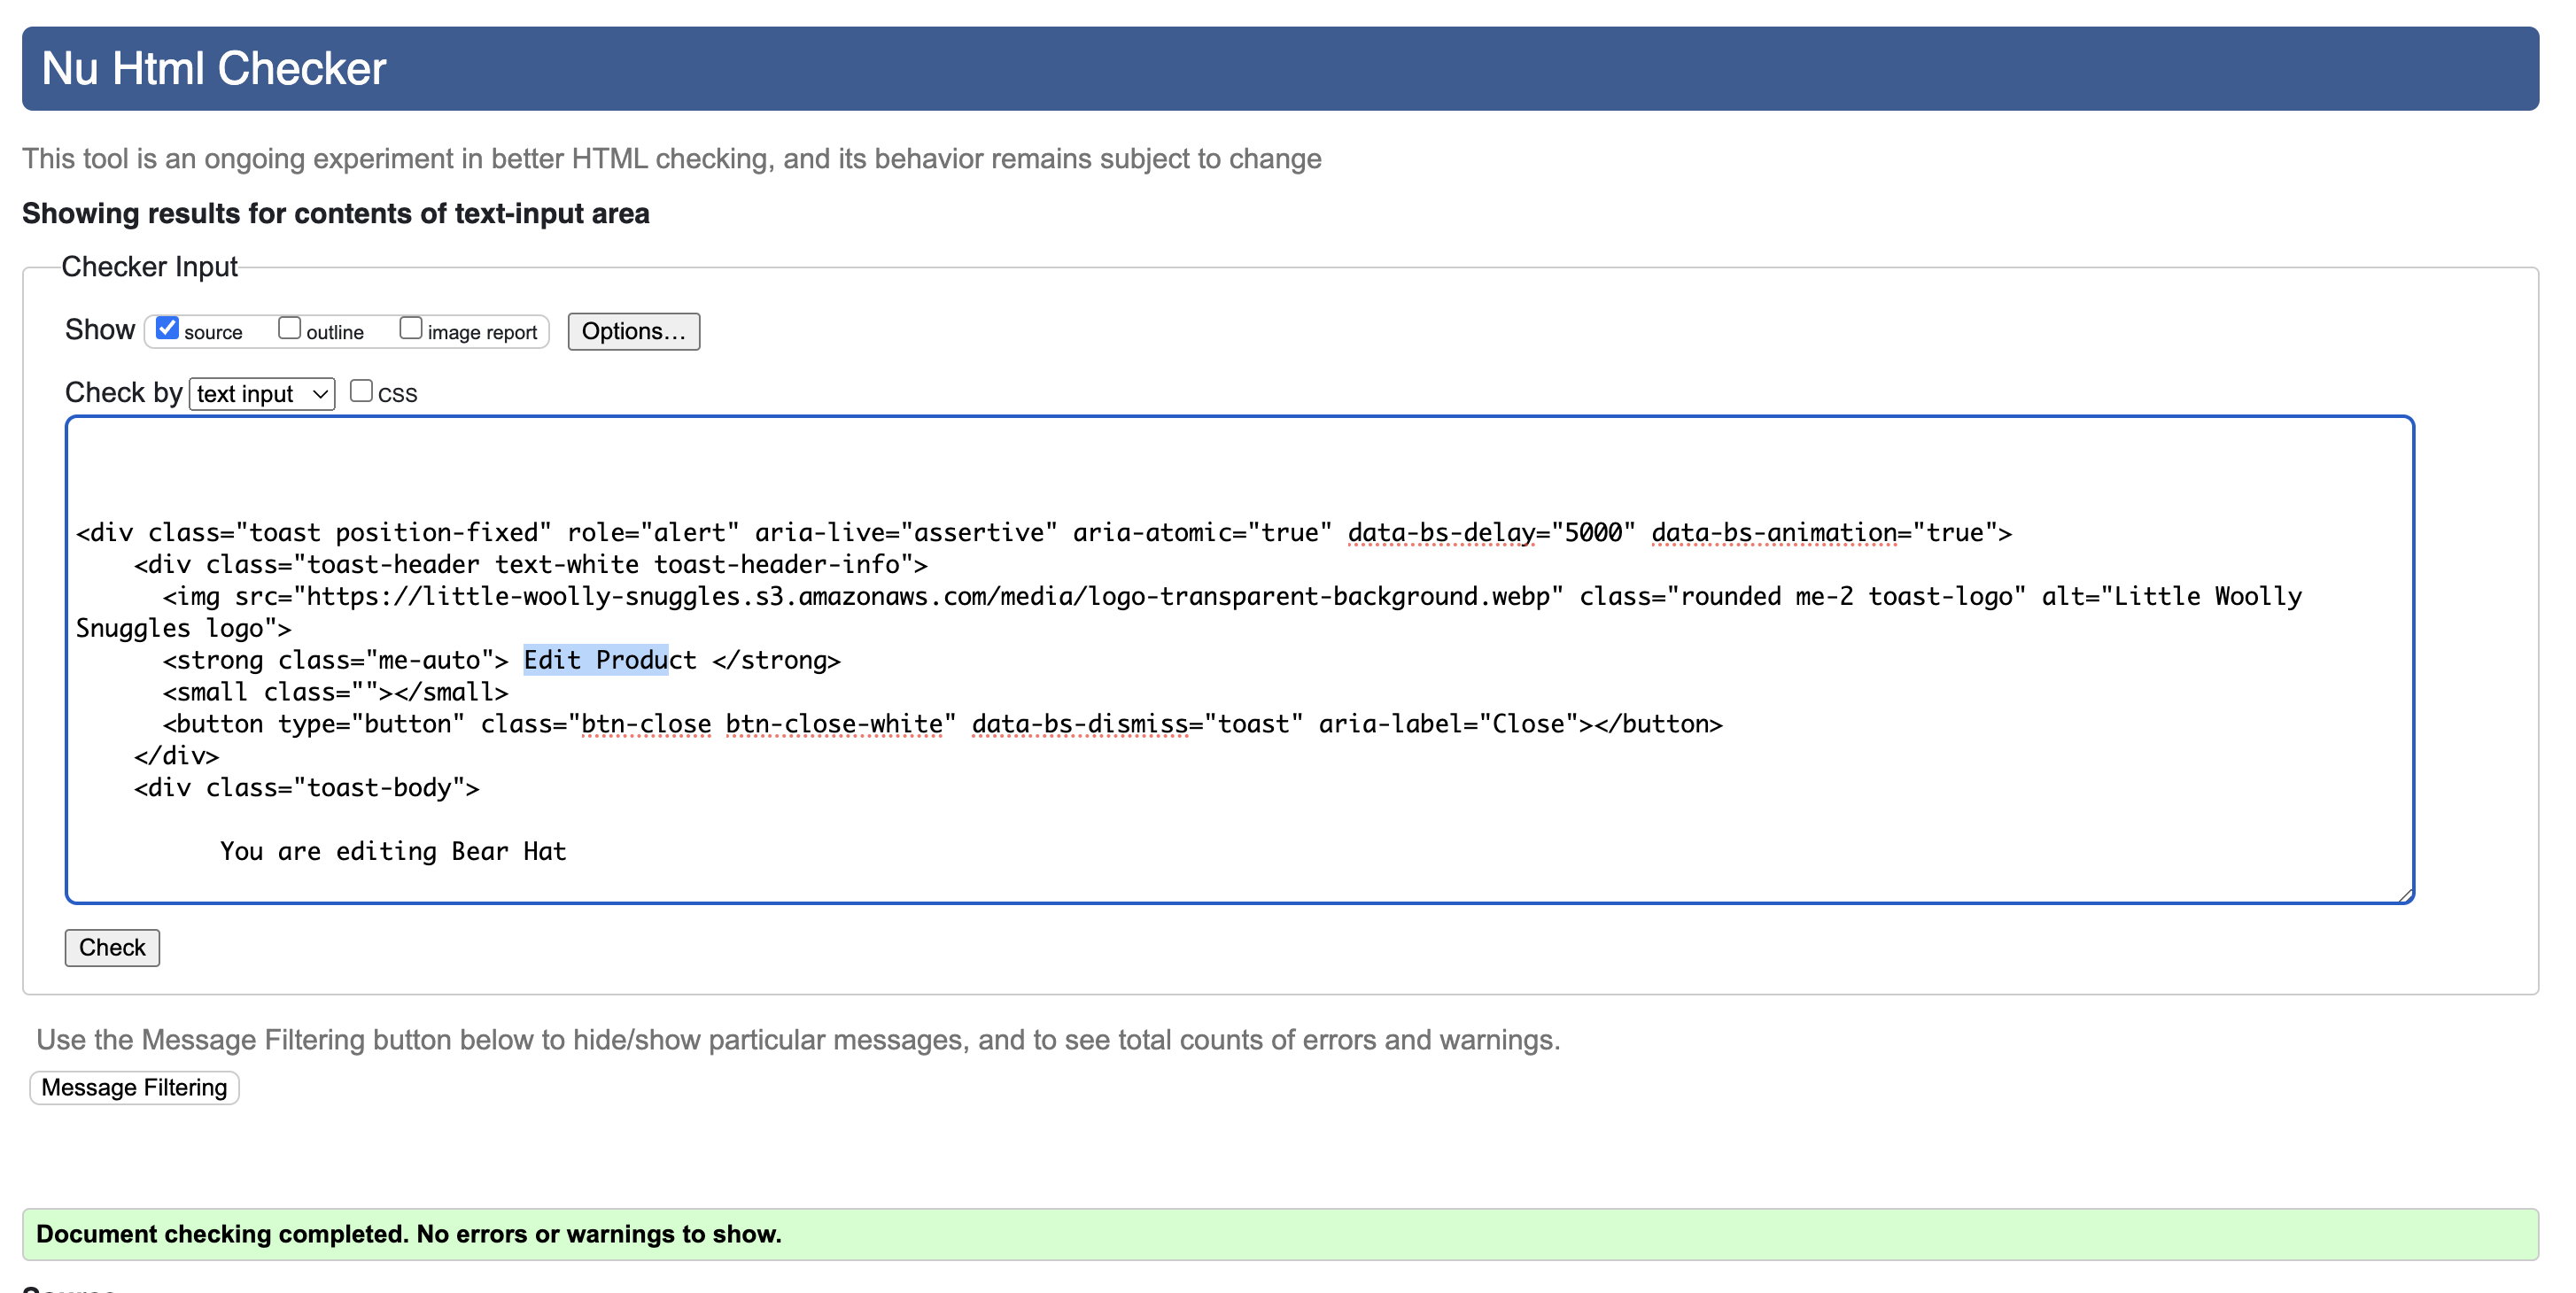 Nu Html Checker
This tool is an ongoing experiment in better HTML checking, and its behavior remains subject to change
Showing results for contents of text-input area
Checker Input
Show source outline image report Options…
Check by text input CSS
<div class="toast position-fixed" role="alert" aria-live="assertive" aria-atomic="true" data-bs-delay="5000" data-bs-animation="true">
<div class="toast-header text-white toast-header-info">
<img src="https://little-woolly-snuggles.s3.amazonaws.com/media/logo-transparent-background.webp" class="rounded me-2 toast-logo" alt="Little Woolly
Snuggles logo">
<strong class="me-auto"> Edit Product </strong>
<small class=""></small>
<button type="button" class="btn-close btn-close-white" data-bs-dismiss="toast" aria-label="Close"></button>
</div>
<div class="toast-body">
You are editing Bear Hat
Check
Use the Message Filtering button below to hide/show particular messages, and to see total counts of errors and warnings.
Message Filtering
Document checking completed. No errors or warnings to show.